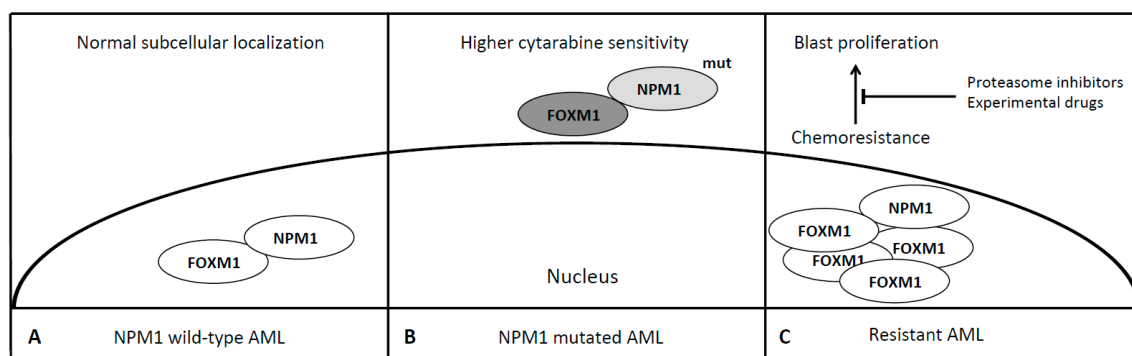 Normal subcellular localization
FOXM1
NPM1
A
NPM1 wild-type AML
Higher cytarabine sensitivity
mut
NPM1
FOXM1
Nucleus
B
NPM1 mutated AML
Blast proliferation
Proteasome inhibitors
Experimental drugs
Chemoresistance
NPM1
FOXM1
FOXM1
FOXM1
FOXM1
C
Resistant AML